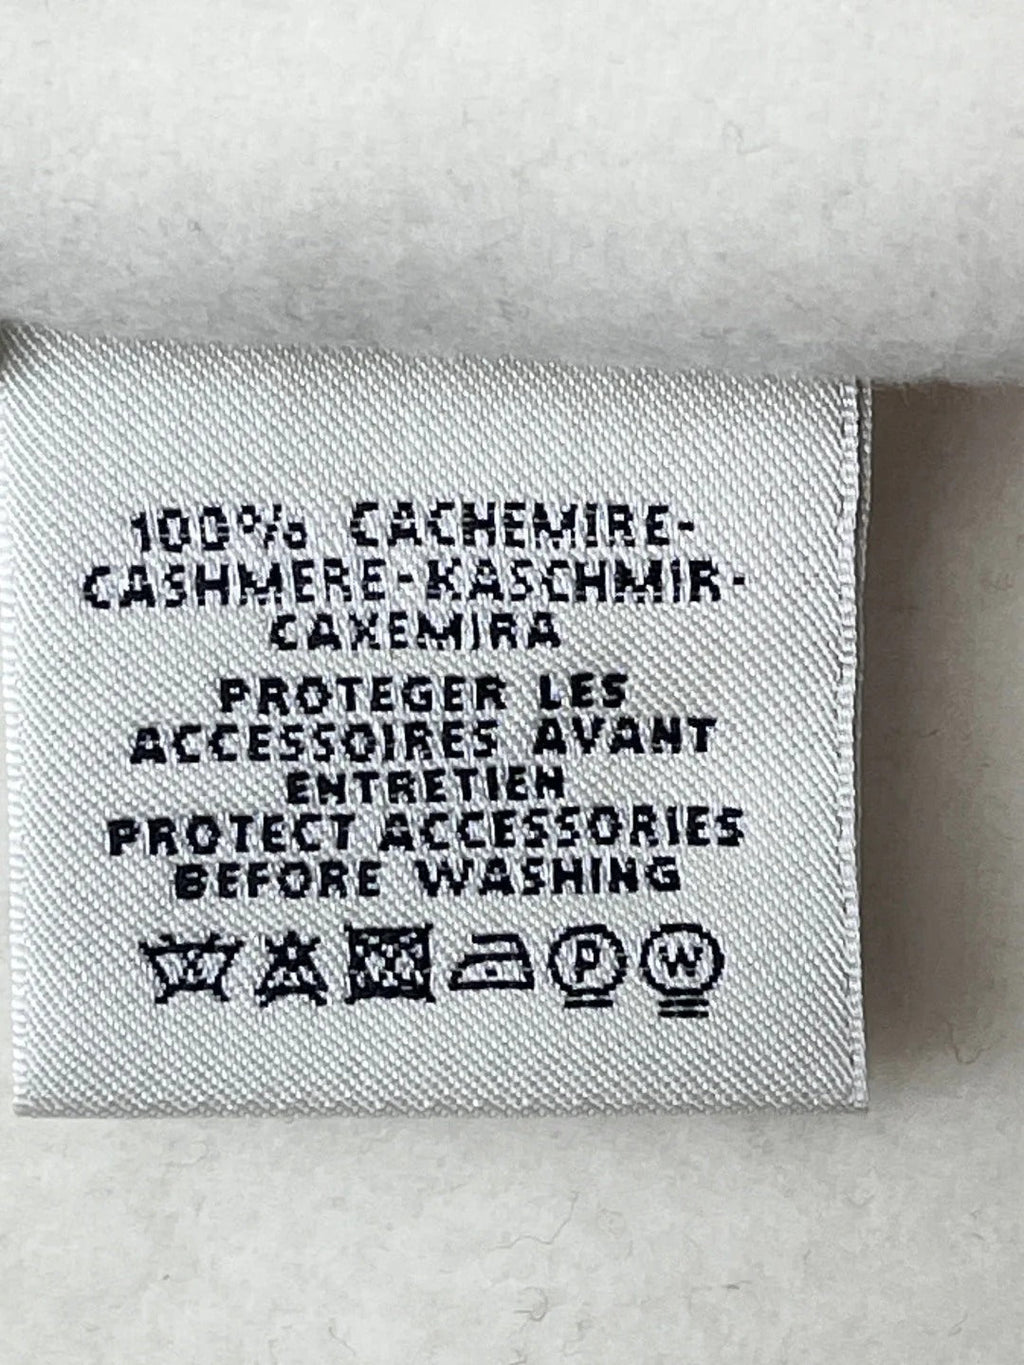 100% CACHEMIRE-
CASHMERE-KASCHMIR-
CAXEMIRA
PROTEGER LES
ACCESSOIRES AVANT
ENTRETIEN
PROTECT ACCESSORIES
BEFORE WASHING
P W